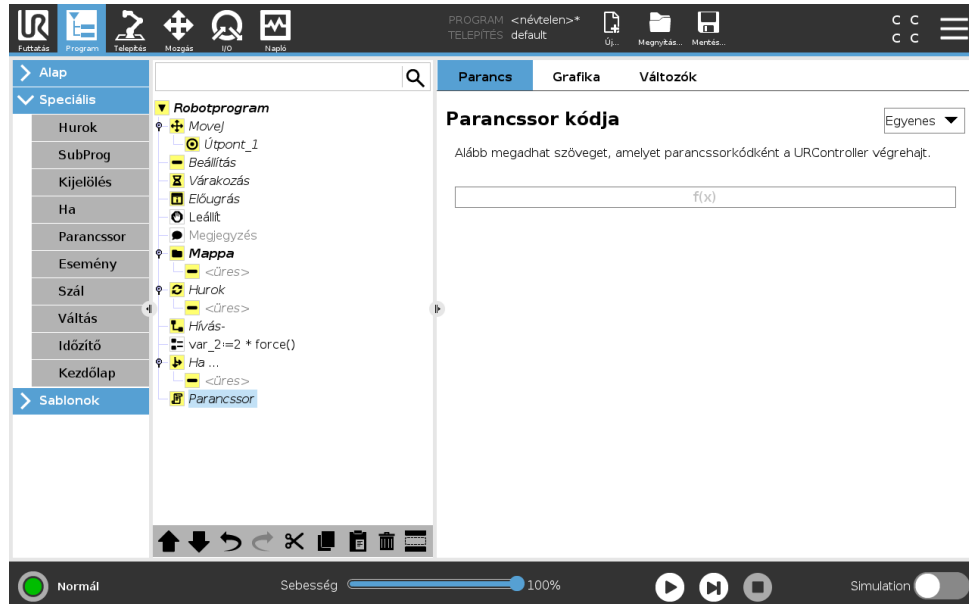 PROGRAM <névtelen>*
TELEPÍTÉS default
C C
C C
Futtatás Program Telepítés Mozgás I/O Napló Új... Megnyitás... Mentés...
Alap
Speciális
Hurok
SubProg
Kijelölés
Ha
Parancssor
Esemény
Szál
Váltás
Időzítő
Kezdőlap
Sablonok
Robotprogram
MoveJ
Útpont_1
Beállítás
Várakozás
Előugrás
Leállít
Megjegyzés
Mappa
<üres>
Hurok
<üres>
Hívás-
var_2:=2 * force()
Ha ...
<üres>
Parancssor
Parancs Grafika Változók
Parancssor kódja
Egyenes
Alább megadhat szöveget, amelyet parancssorkódként a URController végrehajt.
f(x)
Normál
Sebesség
100%
Simulation